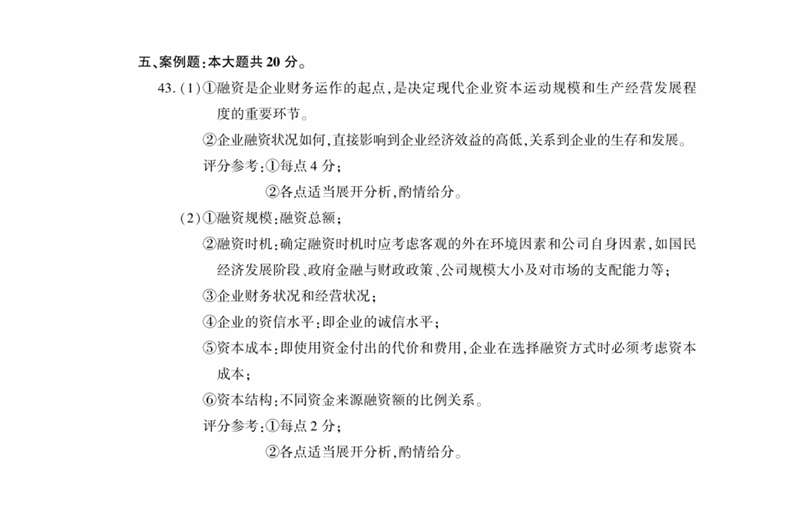 五、案例题:本大题共 20 分。
43. (1)①融资是企业财务运作的起点,是决定现代企业资本运动规模和生产经营发展程
度的重要环节。
②企业融资状况如何,直接影响到企业经济效益的高低,关系到企业的生存和发展。
评分参考:①每点 4 分;
②各点适当展开分析,酌情给分。
(2)①融资规模:融资总额;
②融资时机:确定融资时机时应考虑客观的外在环境因素和公司自身因素,如国民
经济发展阶段、政府金融与财政政策、公司规模大小及对市场的支配能力等;
③企业财务状况和经营状况;
④企业的资信水平:即企业的诚信水平;
⑤资本成本:即使用资金付出的代价和费用,企业在选择融资方式时必须考虑资本
成本;
⑥资本结构:不同资金来源融资额的比例关系。
评分参考:①每点 2 分;
②各点适当展开分析,酌情给分。